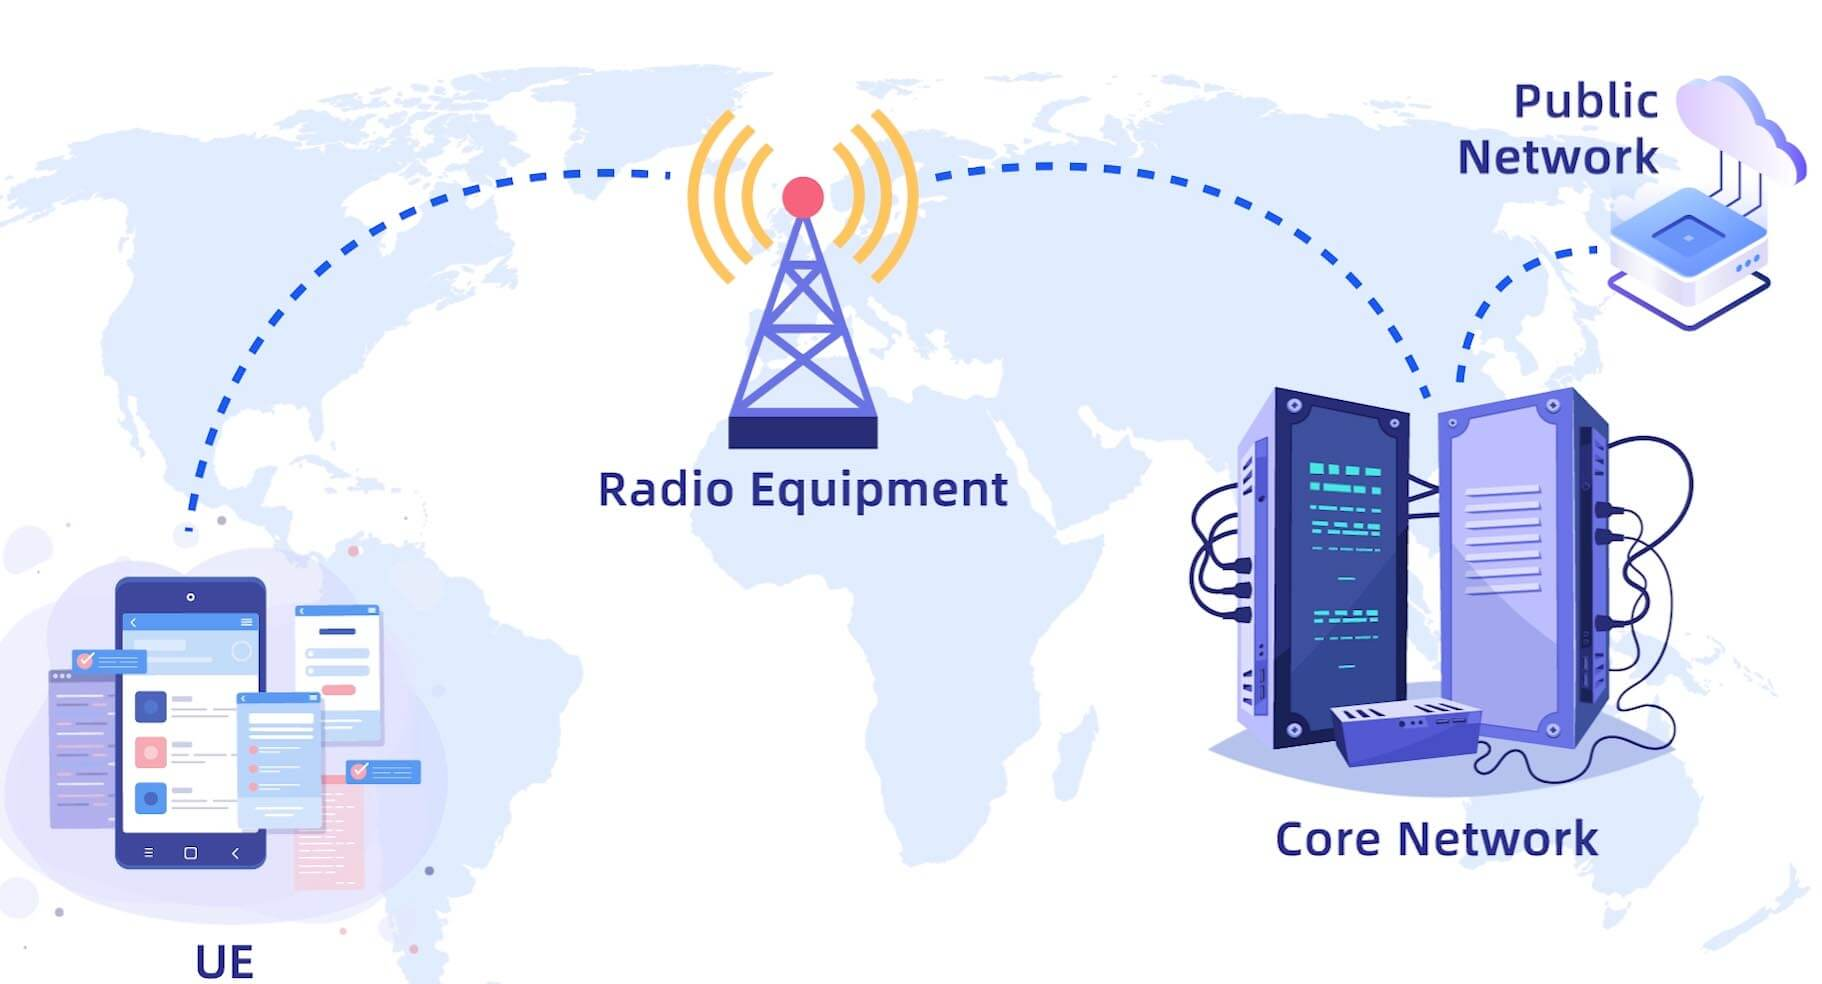 Public
Network
Radio Equipment
Core Network
UE